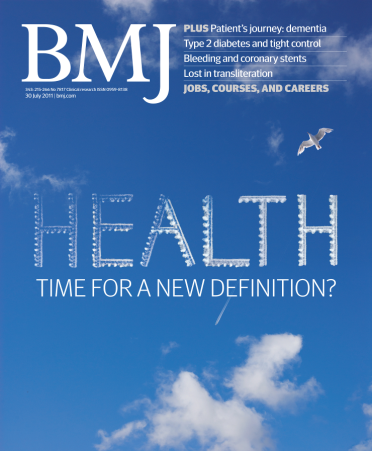 BMJ
PLUS Patient's journey: dementia
Type 2 diabetes and tight control
Bleeding and coronary stents
Lost in transliteration
JOBS, COURSES, AND CAREERS
30 July 2011 | bmj.com
HEALTH
TIME FOR A NEW DEFINITION?